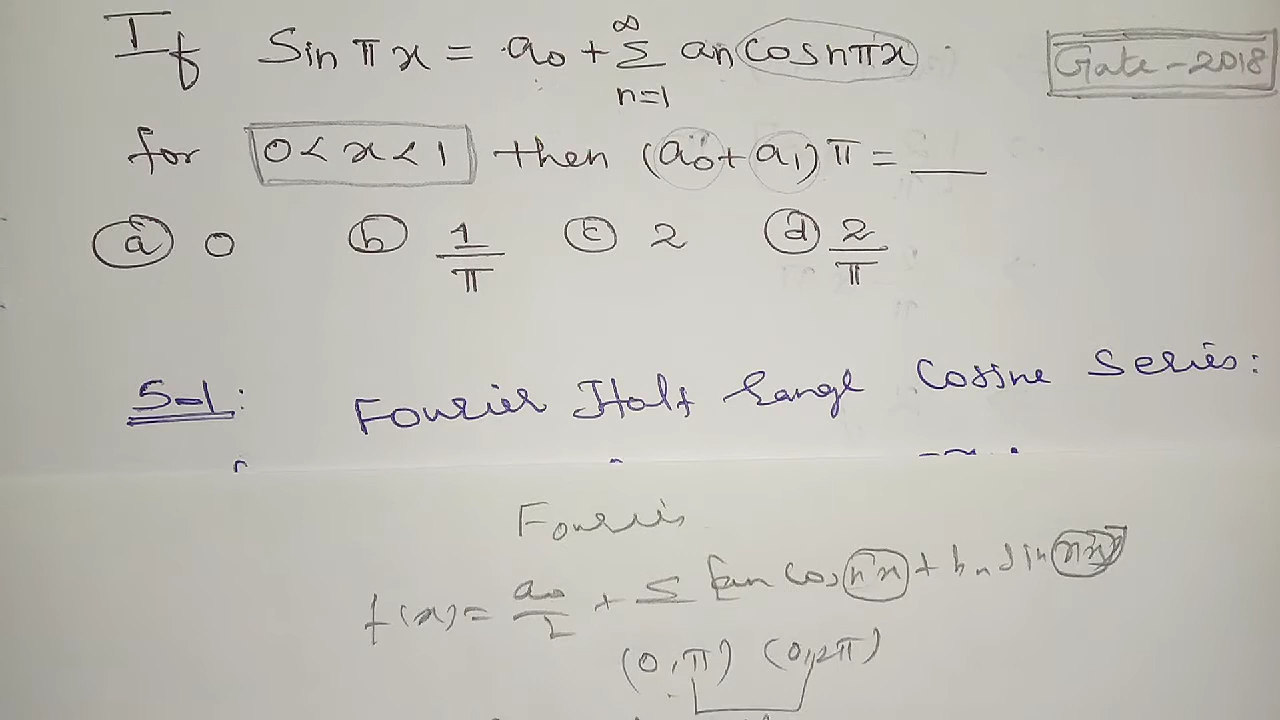 If Sin πx = a₀ + Σ aₙ cos nπx
∞
n=1
Gate-2018
for 0 < x < 1 then (a₀ + a₁) π = ___
ⓐ 0 ⓑ 1/π ⓒ 2 ⓓ 2/π
Sol: Fourier Half Range Cosine Series:
Fourier
f(x) = a₀/2 + Σ [aₙ cos nx + bₙ sin nx]
(0, π) (0, 2π)